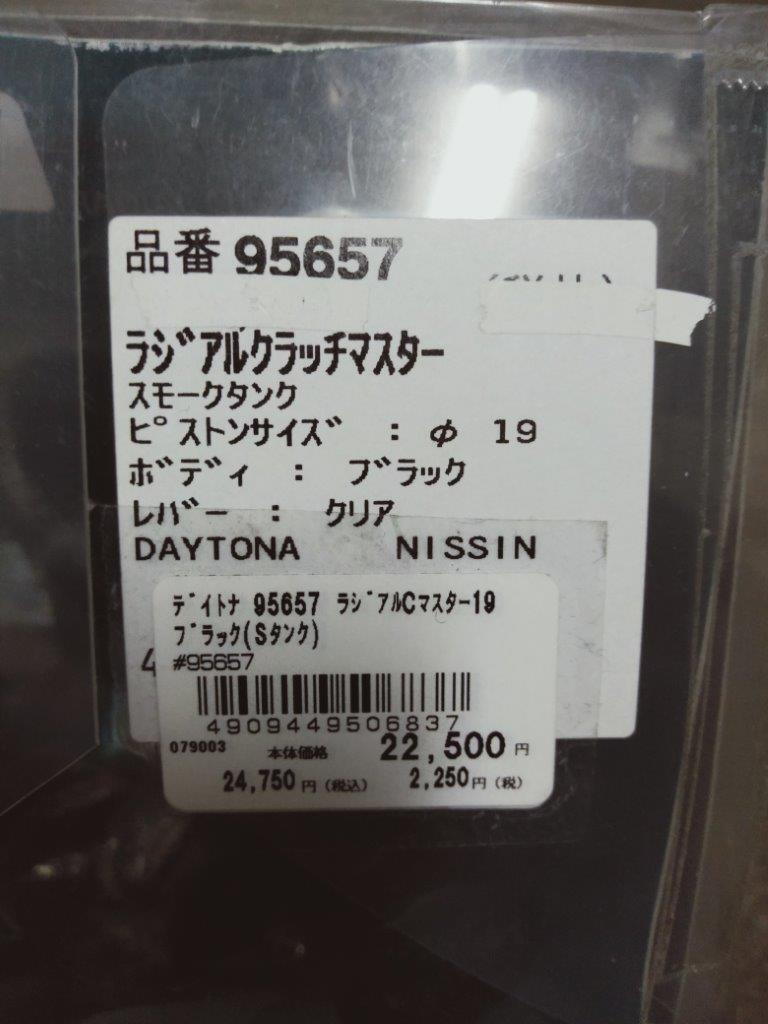 品番 95657
ラジアルクラッチマスター
スモークタンク
ピストンサイズ : φ 19
ボディ : ブラック
レバー : クリア
DAYTONA NISSIN
デイトナ 95657 ラジアルCマスター19
ブラック(Sタンク)
4
#95657
4909449506837
079003 本体価格 22,500円
24,750円(税込) 2,250円(税)